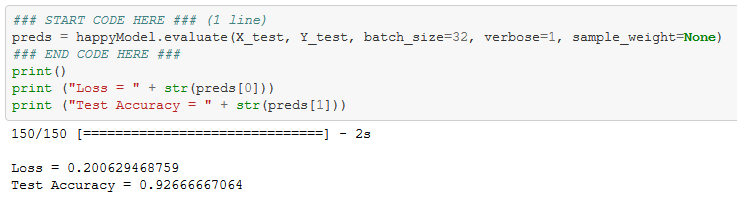 ### START CODE HERE ### (1 line)
preds = happyModel.evaluate(X_test, Y_test, batch_size=32, verbose=1, sample_weight=None)
### END CODE HERE ###
print()
print ("Loss = " + str(preds[0]))
print ("Test Accuracy = " + str(preds[1]))
150/150 [==============================] - 2s
Loss = 0.200629468759
Test Accuracy = 0.92666667064